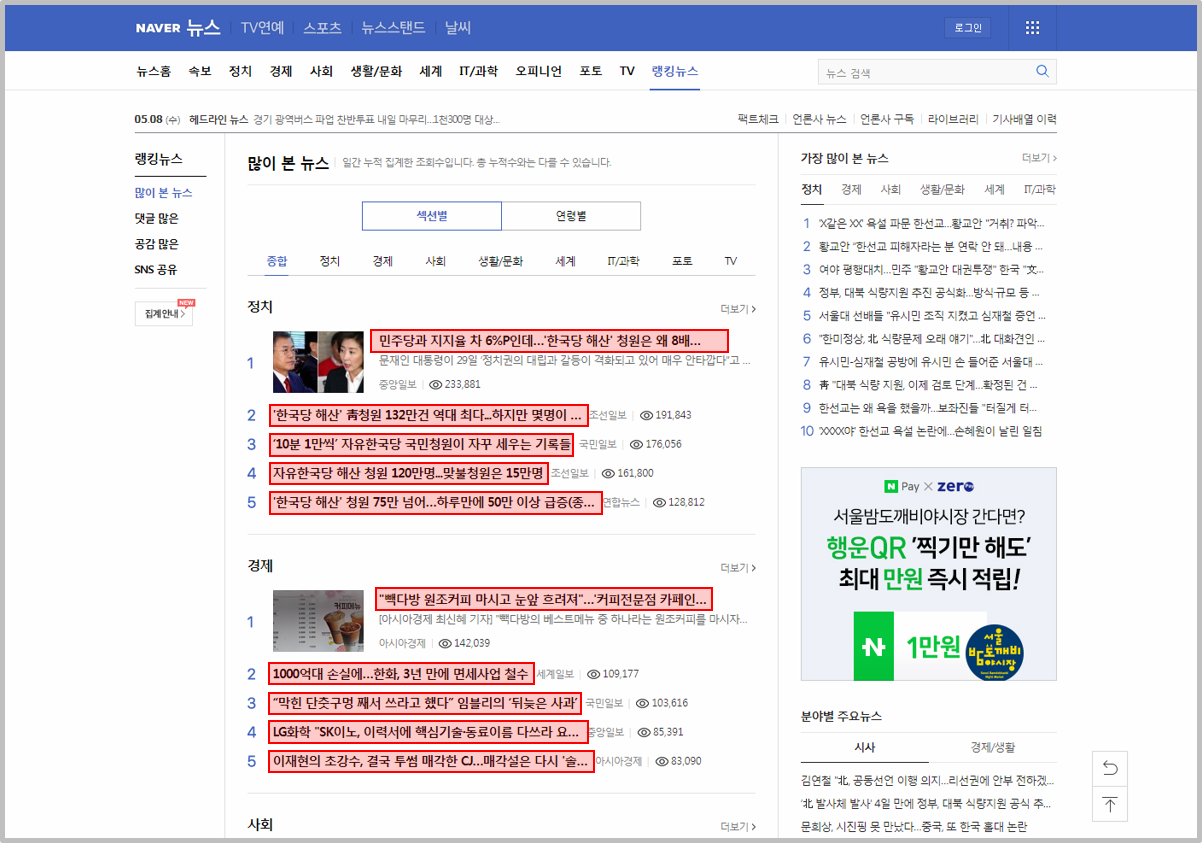 NAVER 뉴스 TV연예 스포츠 뉴스스탠드 날씨 로그인
뉴스홈 속보 정치 경제 사회 생활/문화 세계 IT/과학 오피니언 포토 TV 랭킹뉴스 뉴스 검색
05.08 (수) 헤드라인 뉴스 경기 광역버스 파업 찬반투표 내일 마무리...1천300명 대상...
팩트체크 언론사 뉴스 언론사 구독 라이브러리 기사배열 이력
랭킹뉴스
많이 본 뉴스
댓글 많은
공감 많은
SNS 공유
집계안내 NEW
많이 본 뉴스 일간 누적 집계한 조회수입니다. 총 누적수와는 다를 수 있습니다.
섹션별 연령별
종합 정치 경제 사회 생활/문화 세계 IT/과학 포토 TV
정치 더보기
1 민주당과 지지율 차 6%P인데...'한국당 해산' 청원은 왜 8배...
문재인 대통령이 29일 '정치권의 대립과 갈등이 격화되고 있어 매우 안타깝다"고 ...
중앙일보 233,881
2 '한국당 해산' 靑청원 132만건 역대 최다...하지만 몇명이 ... 조선일보 191,843
3 '10분 1만씩' 자유한국당 국민청원이 자꾸 세우는 기록들 국민일보 176,056
4 자유한국당 해산 청원 120만명...맞불청원은 15만명 조선일보 161,800
5 '한국당 해산' 청원 75만 넘어...하루만에 50만 이상 급증(종... 연합뉴스 128,812
경제 더보기
1 "빽다방 원조커피 마시고 눈앞 흐려져"...'커피전문점 카페인...
[아시아경제 최신혜 기자] "빽다방의 베스트메뉴 중 하나라는 원조커피를 마시자...
아시아경제 142,039
2 1000억대 손실에...한화, 3년 만에 면세사업 철수 세계일보 109,177
3 "막힌 단춧구멍 째서 쓰라고 했다" 임블리의 '뒤늦은 사과' 국민일보 103,616
4 LG화학 "SK이노, 이력서에 핵심기술·동료이름 다쓰라 요... 중앙일보 85,391
5 이재현의 초강수, 결국 투썸 매각한 CJ...매각설은 다시 '솔... 아시아경제 83,090
사회 더보기
가장 많이 본 뉴스 더보기
정치 경제 사회 생활/문화 세계 IT/과학
1 'X같은 XX' 욕설 파문 한선교...황교안 "거취? 파악...
2 황교안 "한선교 피해자라는 분 연락 안 돼...내용 ...
3 여야 평행대치...민주 "황교안 대권투쟁" 한국 "文...
4 정부, 대북 식량지원 추진 공식화...방식·규모 등 ...
5 서울대 선배들 "유시민 조직 지켰고 심재철 증언 ...
6 "한미정상, 北 식량문제 오래 얘기"...北 대화견인 ...
7 유시민-심재철 공방에 유시민 손 들어준 서울대 ...
8 靑 "대북 식량 지원, 이제 검토 단계...확정된 건 ...
9 한선교는 왜 욕을 했을까...보좌진들 "터질게 터...
10 'XXXX야' 한선교 욕설 논란에...손혜원이 날린 일침
N Pay × zero
서울밤도깨비야시장 간다면?
행운QR '찍기만 해도'
최대 만원 즉시 적립!
N 1만원 서울 밤도깨비 야시장
분야별 주요뉴스
시사 경제/생활
김연철 "北, 공동선언 이행 의지...리선권에 안부 전하겠...
'北 발사체 발사' 4일 만에 정부, 대북 식량지원 공식 추...
문희상, 시진핑 못 만났다...중국, 또 한국 홀대 논란